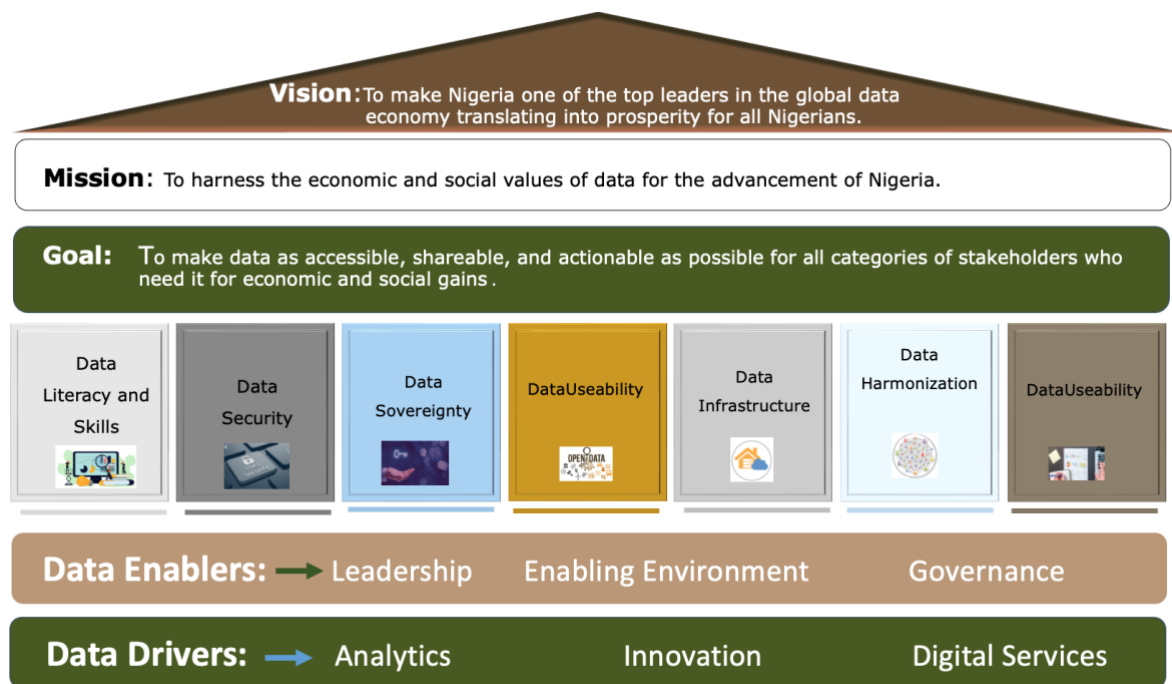 Vision: To make Nigeria one of the top leaders in the global data
economy translating into prosperity for all Nigerians.
Mission: To harness the economic and social values of data for the advancement of Nigeria.
Goal: To make data as accessible, shareable, and actionable as possible for all categories of stakeholders who
need it for economic and social gains .
Data
Literacy and
Skills
Data
Security
Data
Sovereignty
DataUseability
OPEN DATA
Data
Infrastructure
Data
Harmonization
DataUseability
Data Enablers: Leadership Enabling Environment Governance
Data Drivers: Analytics Innovation Digital Services